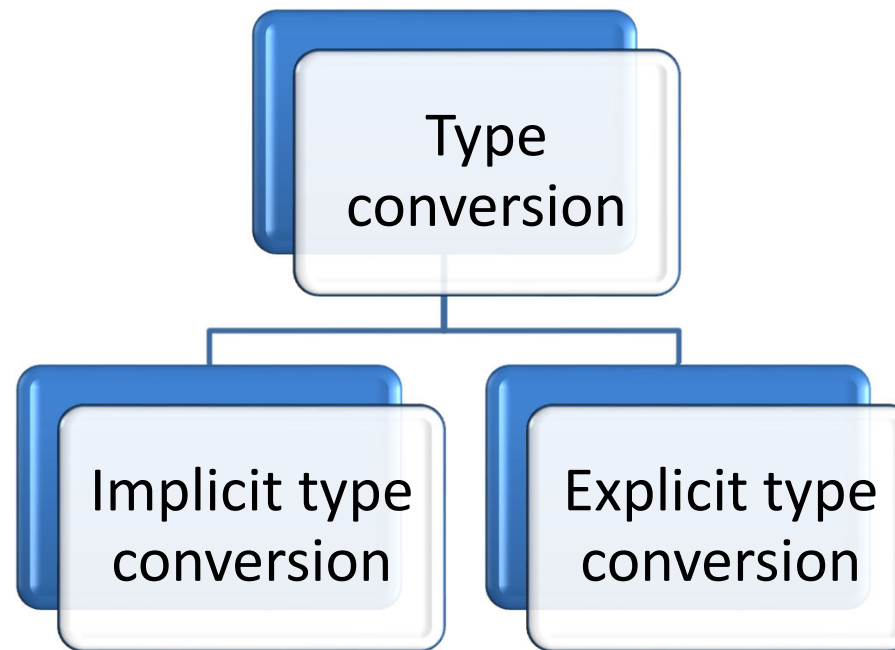 Type
conversion
Implicit type
conversion
Explicit type
conversion